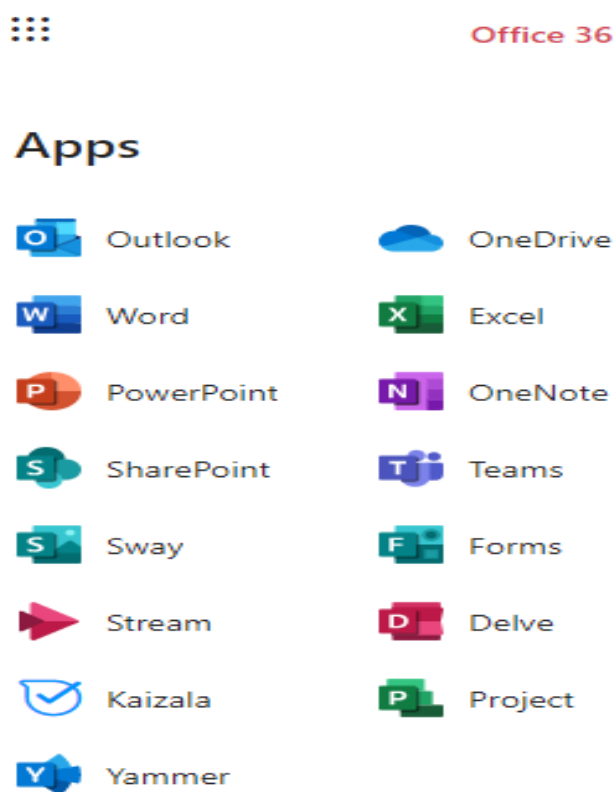 Office 36
Apps
Outlook OneDrive
Word Excel
PowerPoint OneNote
SharePoint Teams
Sway Forms
Stream Delve
Kaizala Project
Yammer